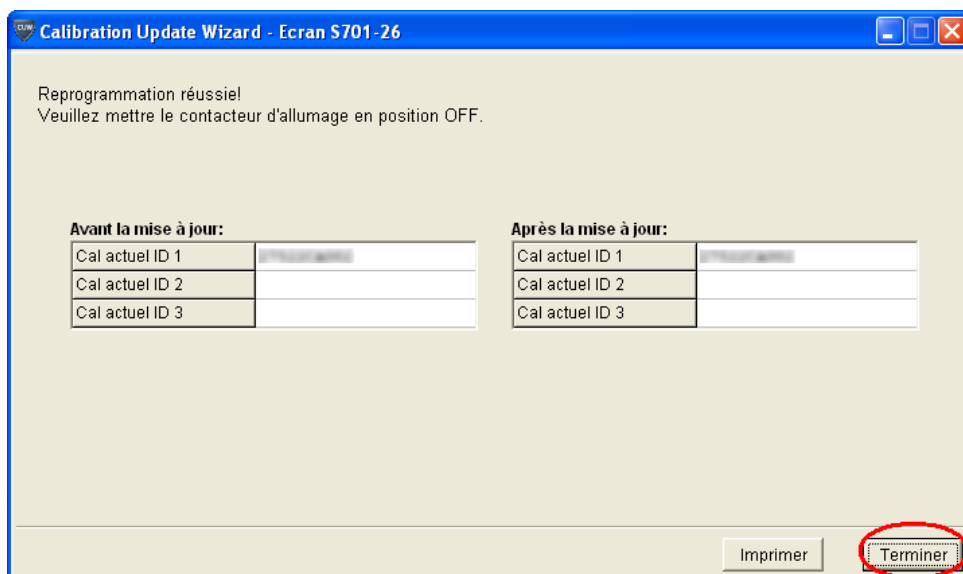 CUW Calibration Update Wizard - Ecran S701-26
Reprogrammation réussie!
Veuillez mettre le contacteur d'allumage en position OFF.
Avant la mise à jour:
Cal actuel ID 1
Cal actuel ID 2
Cal actuel ID 3
Après la mise à jour:
Cal actuel ID 1
Cal actuel ID 2
Cal actuel ID 3
Imprimer
Terminer